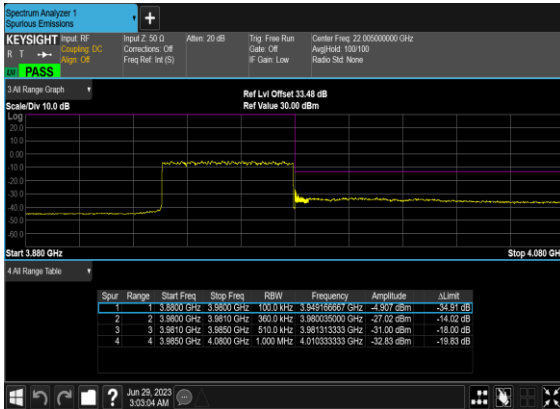 Spectrum Analyzer 1
Spurious Emissions
+
KEYSIGHT Input: RF Input Z: 50 Ω Atten: 20 dB Trig: Free Run Center Freq: 22.005000000 GHz
R T Coupling: DC Corrections: Off Gate: Off Avg|Hold: 100/100
Align: Off Freq Ref: Int (S) IF Gain: Low Radio Std: None
PASS
3 All Range Graph
Ref Lvl Offset 33.48 dB
Scale/Div 10.0 dB Ref Value 30.00 dBm
Log
20.0
10.0
0.00
-10.0
-20.0
-30.0
-40.0
-50.0
-60.0
Start 3.880 GHz Stop 4.080 GH
4 All Range Table
Spur Range Start Freq Stop Freq RBW Frequency Amplitude ΔLimit
1 1 3.8800 GHz 3.9800 GHz 100.0 kHz 3.949166667 GHz -4.907 dBm -34.91 dB
2 2 3.9800 GHz 3.9810 GHz 360.0 kHz 3.980035000 GHz -27.02 dBm -14.02 dB
3 3 3.9810 GHz 3.9850 GHz 510.0 kHz 3.981313333 GHz -31.00 dBm -18.00 dB
4 4 3.9850 GHz 4.0800 GHz 1.000 MHz 4.010333333 GHz -32.83 dBm -19.83 dB
? Jun 29, 2023
3:03:04 AM